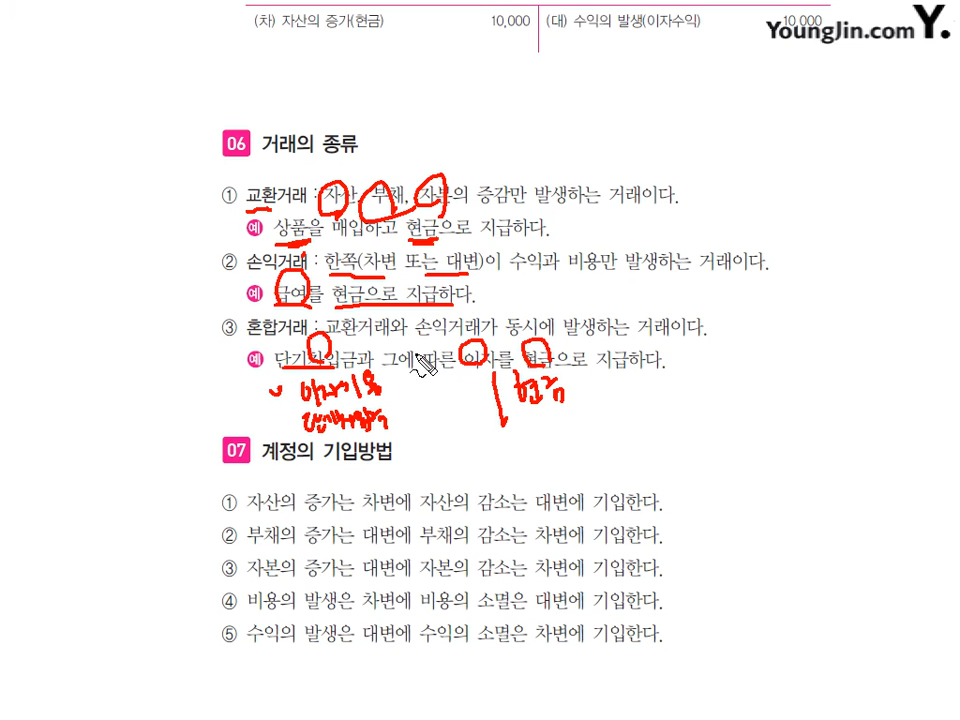 (차) 자산의 증가(현금) 10,000 (대) 수익의 발생(이자수익) 10,000
YoungJin.com Y.
06 거래의 종류
① 교환거래 : 자산, 부채, 자본의 증감만 발생하는 거래이다.
예 상품을 매입하고 현금으로 지급하다.
② 손익거래 : 한쪽(차변 또는 대변)이 수익과 비용만 발생하는 거래이다.
예 급여를 현금으로 지급하다.
③ 혼합거래 : 교환거래와 손익거래가 동시에 발생하는 거래이다.
예 단기차입금과 그에 따른 이자를 현금으로 지급하다.
이자비용 현금
단기차입금
07 계정의 기입방법
① 자산의 증가는 차변에 자산의 감소는 대변에 기입한다.
② 부채의 증가는 대변에 부채의 감소는 차변에 기입한다.
③ 자본의 증가는 대변에 자본의 감소는 차변에 기입한다.
④ 비용의 발생은 차변에 비용의 소멸은 대변에 기입한다.
⑤ 수익의 발생은 대변에 수익의 소멸은 차변에 기입한다.